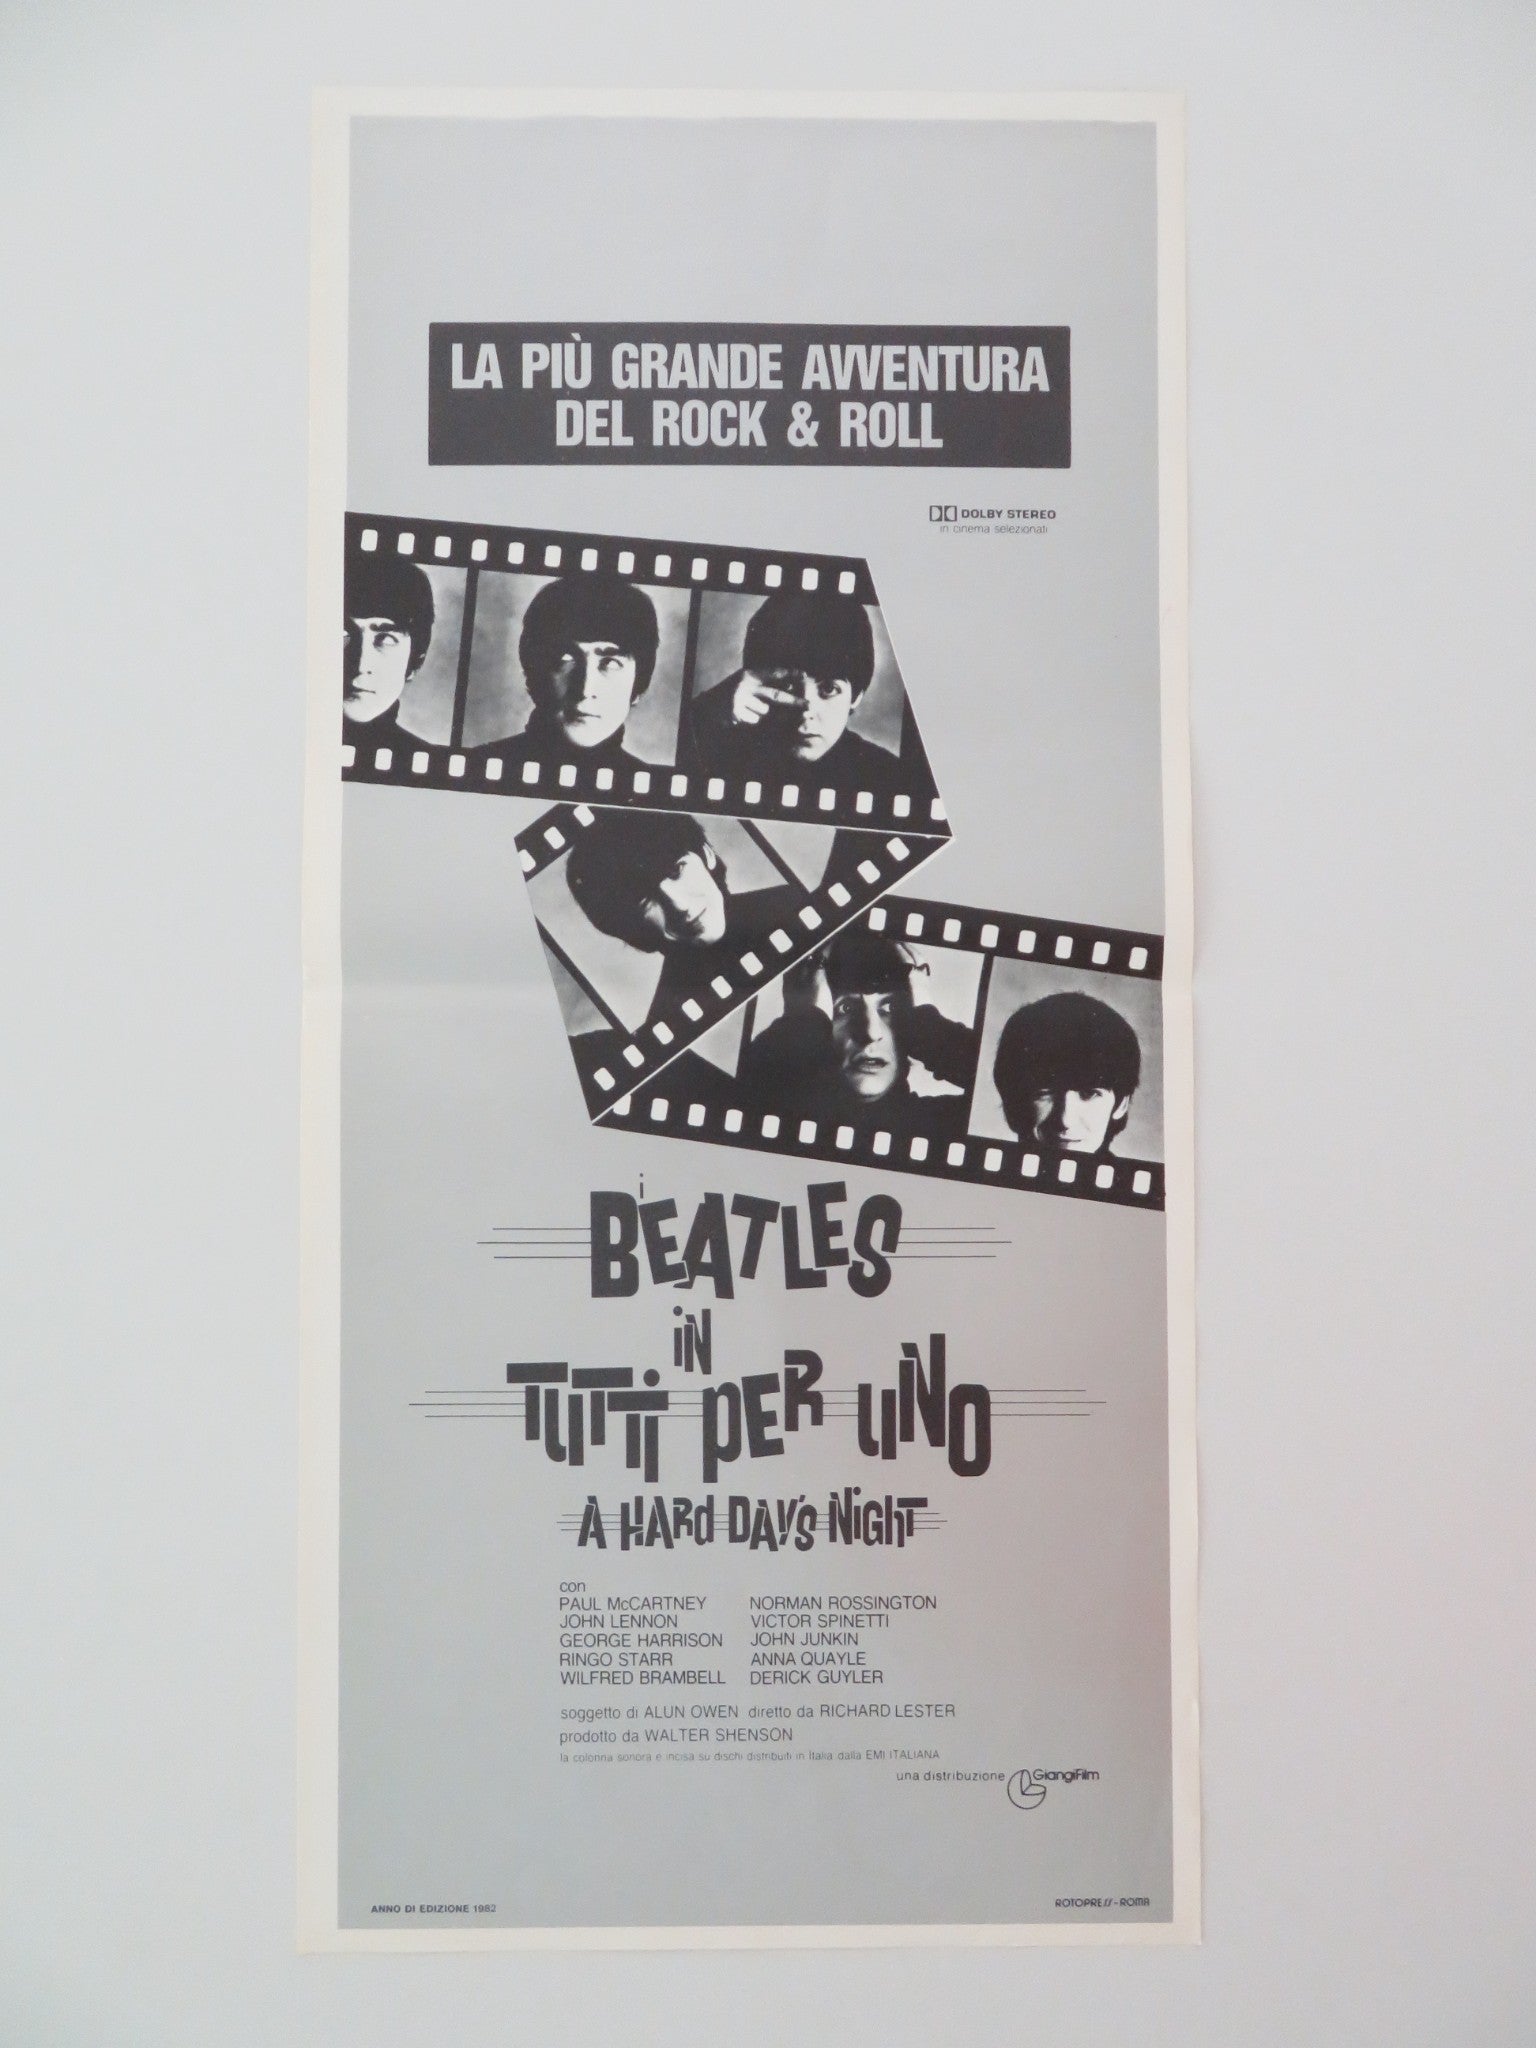 LA PIÙ GRANDE AVVENTURA
DEL ROCK & ROLL
DOLBY STEREO
in cinema selezionati
i
BEATLES
iN
TUTTi PER UNO
A HARD DAY'S NiGhT
con
PAUL McCARTNEY NORMAN ROSSINGTON
JOHN LENNON VICTOR SPINETTI
GEORGE HARRISON JOHN JUNKIN
RINGO STARR ANNA QUAYLE
WILFRED BRAMBELL DERICK GUYLER
soggetto di ALUN OWEN diretto da RICHARD LESTER
prodotto da WALTER SHENSON
la colonna sonora e incisa su dischi distribuiti in Italia dalla EMI ITALIANA
una distribuzione GiangiFilm
ANNO DI EDIZIONE 1982
ROTOPRESS - ROMA